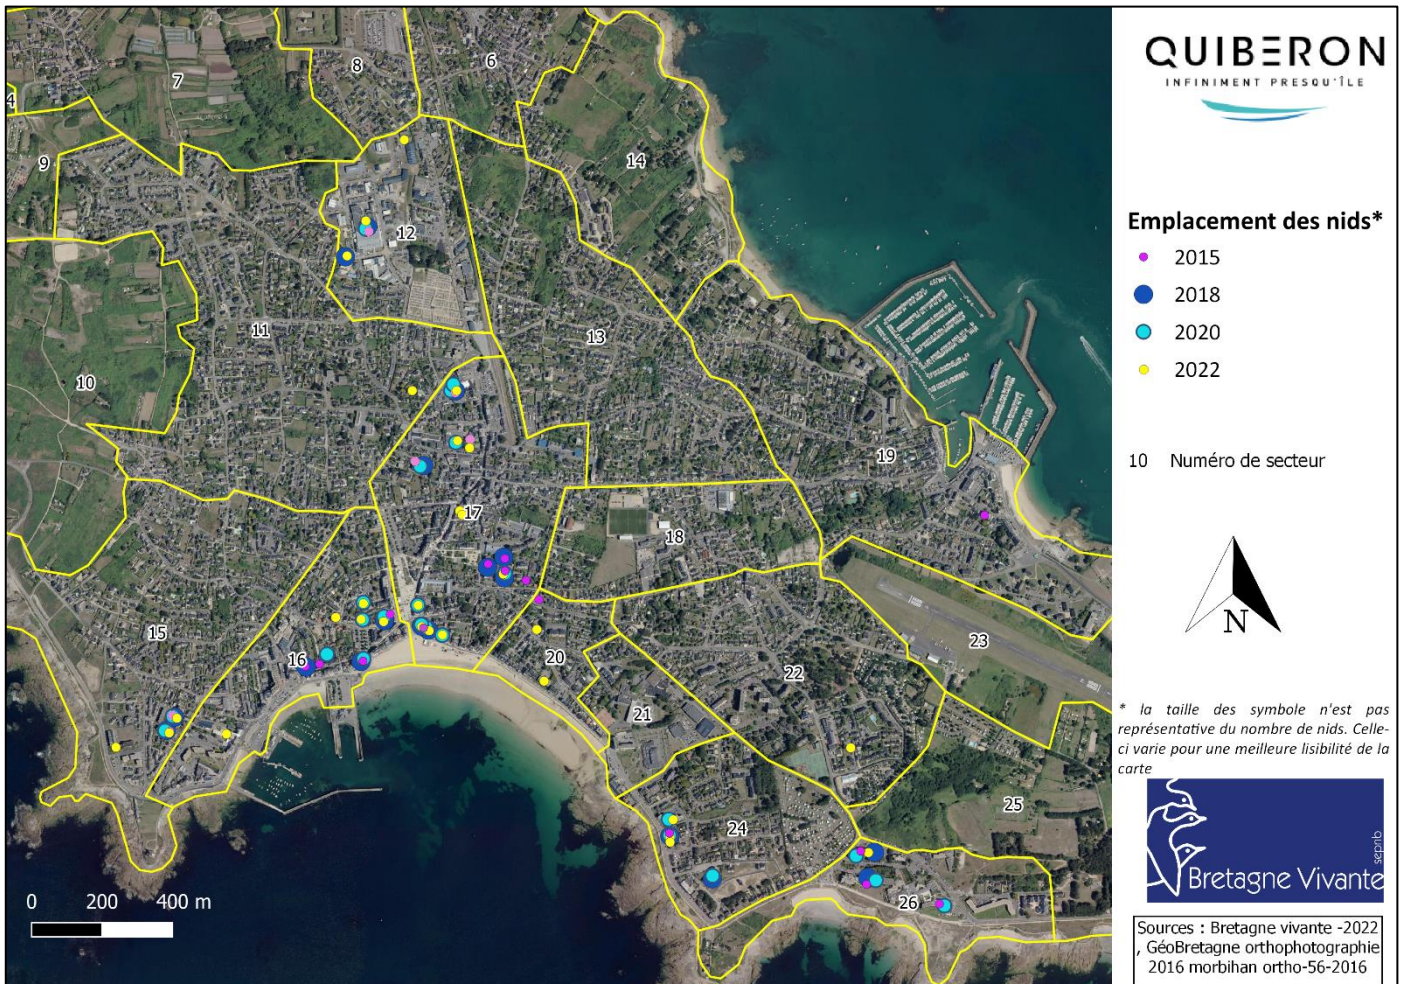 QUIBERON
INFINIMENT PRESQU'ÎLE
Emplacement des nids*
2015
2018
2020
2022
10 Numéro de secteur
N
* la taille des symbole n'est pas
représentative du nombre de nids. Celle-
ci varie pour une meilleure lisibilité de la
carte
Bretagne Vivante
sepnb
Sources : Bretagne vivante -2022
, GéoBretagne orthophotographie
2016 morbihan ortho-56-2016
4
7
8
6
9
14
12
11
13
10
19
17
18
15
16
20
22
23
21
25
24
26
0 200 400 m